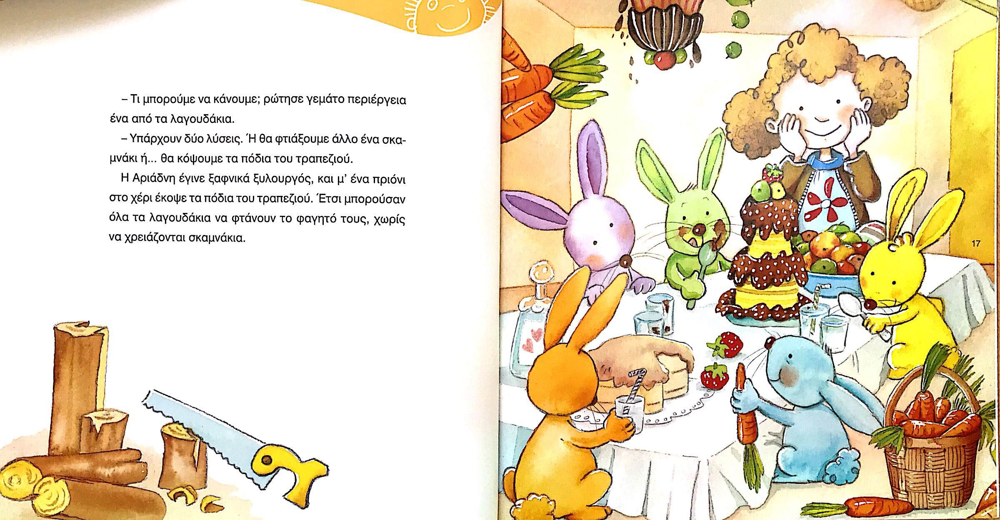 – Τι μπορούμε να κάνουμε; ρώτησε γεμάτο περιέργεια
ένα από τα λαγουδάκια.
– Υπάρχουν δύο λύσεις. Ή θα φτιάξουμε άλλο ένα σκα-
μνάκι ή... θα κόψουμε τα πόδια του τραπεζιού.
Η Αριάδνη έγινε ξαφνικά ξυλουργός, και μ’ ένα πριόνι
στο χέρι έκοψε τα πόδια του τραπεζιού. Έτσι μπορούσαν
όλα τα λαγουδάκια να φτάνουν το φαγητό τους, χωρίς
να χρειάζονται σκαμνάκια.
17